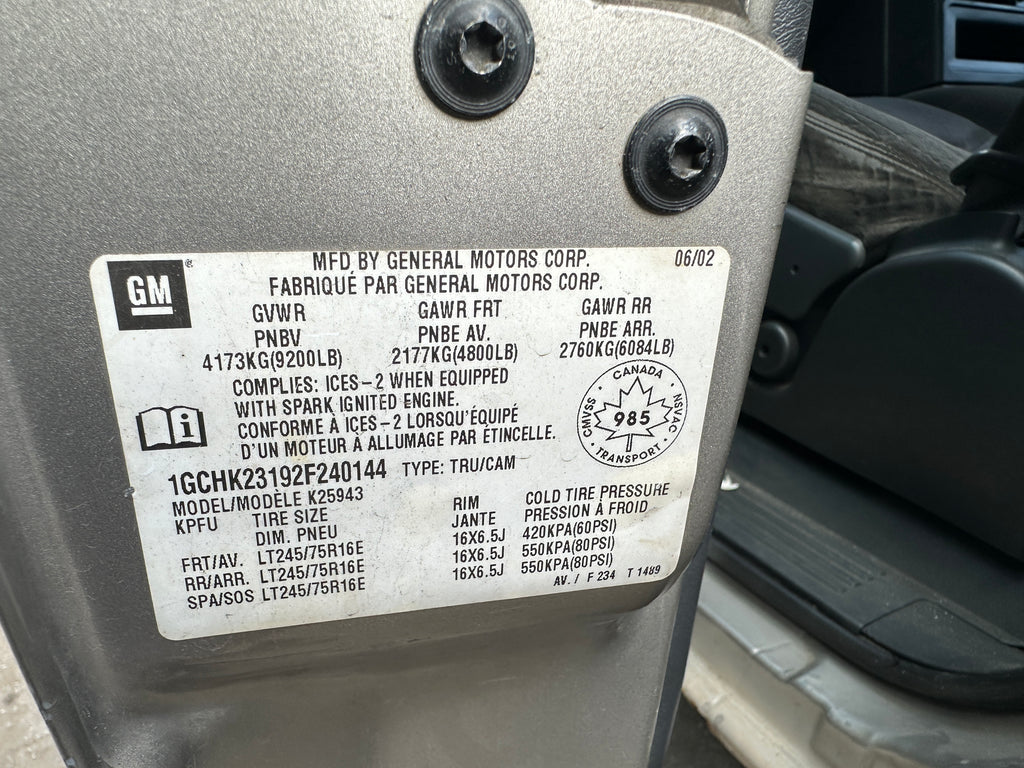 GM
MFD BY GENERAL MOTORS CORP. 06/02
FABRIQUÉ PAR GENERAL MOTORS CORP.
GVWR GAWR FRT GAWR RR
PNBV PNBE AV. PNBE ARR.
4173KG(9200LB) 2177KG(4800LB) 2760KG(6084LB)
COMPLIES: ICES-2 WHEN EQUIPPED
WITH SPARK IGNITED ENGINE.
CONFORME À ICES-2 LORSQU'ÉQUIPÉ
D'UN MOTEUR À ALLUMAGE PAR ÉTINCELLE.
CANADA
CMVSS 985 NSVAC
TRANSPORT
1GCHK23192F240144 TYPE: TRU/CAM
MODEL/MODÈLE K25943
KPFU TIRE SIZE RIM COLD TIRE PRESSURE
DIM. PNEU JANTE PRESSION À FROID
FRT/AV. LT245/75R16E 16X6.5J 420KPA(60PSI)
RR/ARR. LT245/75R16E 16X6.5J 550KPA(80PSI)
SPA/SOS LT245/75R16E 16X6.5J 550KPA(80PSI)
AV. / F 234 T 1489